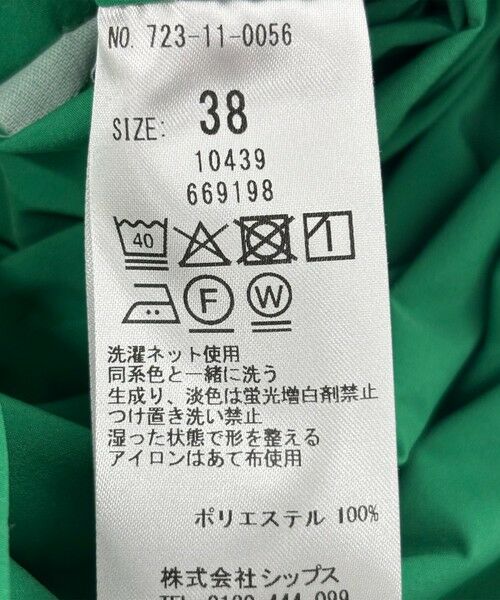 NO. 723-11-0056
SIZE: 38
10439
669198
40
F W
洗濯ネット使用
同系色と一緒に洗う
生成り、淡色は蛍光増白剤禁止
つけ置き洗い禁止
湿った状態で形を整える
アイロンはあて布使用
ポリエステル 100%
株式会社シップス
TEL 0120-444-099